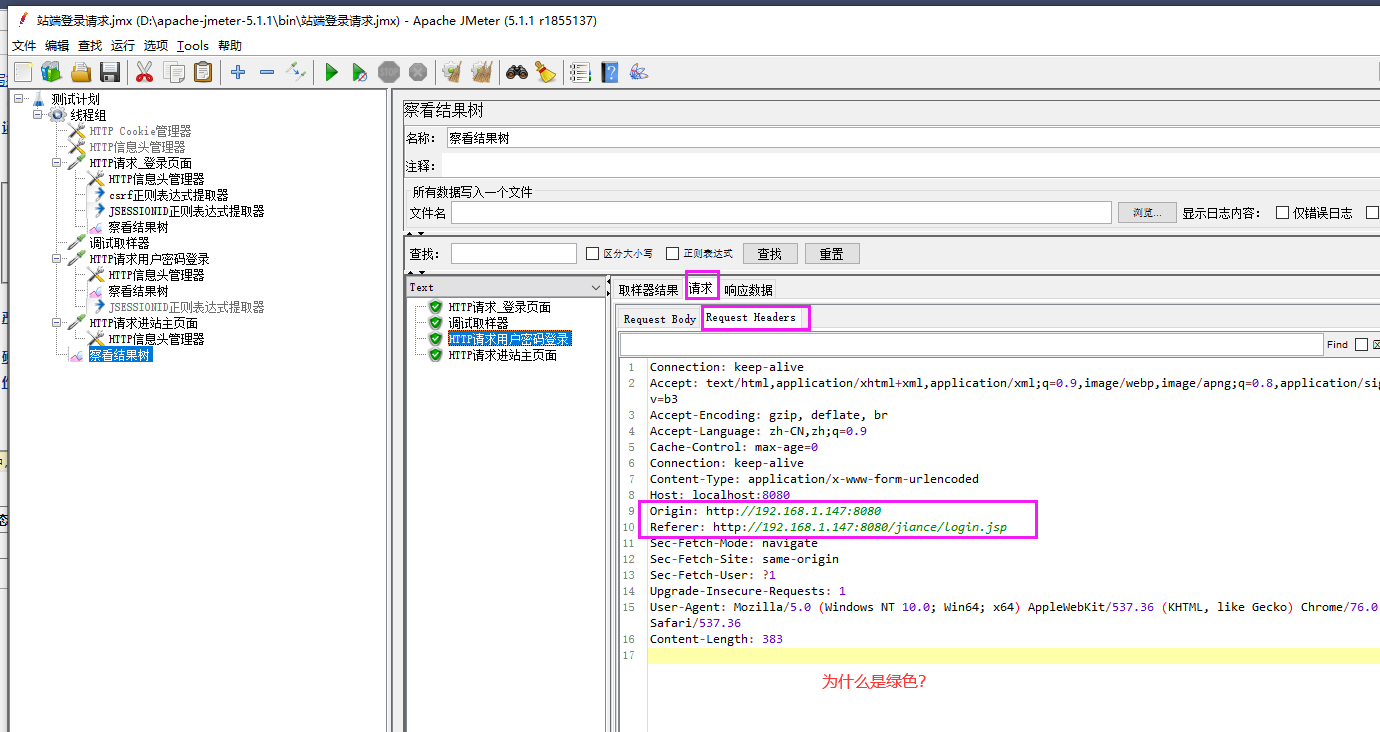 站端登录请求.jmx (D:\apache-jmeter-5.1.1\bin\站端登录请求.jmx) - Apache JMeter (5.1.1 r1855137)
文件 编辑 查找 运行 选项 Tools 帮助
测试计划
线程组
HTTP Cookie管理器
HTTP信息头管理器
HTTP请求_登录页面
HTTP信息头管理器
csrf正则表达式提取器
JSESSIONID正则表达式提取器
察看结果树
调试取样器
HTTP请求用户密码登录
HTTP信息头管理器
察看结果树
JSESSIONID正则表达式提取器
HTTP请求进站主页面
HTTP信息头管理器
察看结果树
察看结果树
名称: 察看结果树
注释:
所有数据写入一个文件
文件名 浏览... 显示日志内容: 仅错误日志
查找: 区分大小写 正则表达式 查找 重置
Text
HTTP请求_登录页面
调试取样器
HTTP请求用户密码登录
HTTP请求进站主页面
取样器结果 请求 响应数据
Request Body Request Headers
Find
1 Connection: keep-alive
2 Accept: text/html,application/xhtml+xml,application/xml;q=0.9,image/webp,image/apng;q=0.8,application/sig
v=b3
3 Accept-Encoding: gzip, deflate, br
4 Accept-Language: zh-CN,zh;q=0.9
5 Cache-Control: max-age=0
6 Connection: keep-alive
7 Content-Type: application/x-www-form-urlencoded
8 Host: localhost:8080
9 Origin: http://192.168.1.147:8080
10 Referer: http://192.168.1.147:8080/jiance/login.jsp
11 Sec-Fetch-Mode: navigate
12 Sec-Fetch-Site: same-origin
13 Sec-Fetch-User: ?1
14 Upgrade-Insecure-Requests: 1
15 User-Agent: Mozilla/5.0 (Windows NT 10.0; Win64; x64) AppleWebKit/537.36 (KHTML, like Gecko) Chrome/76.0
Safari/537.36
16 Content-Length: 383
17
为什么是绿色?